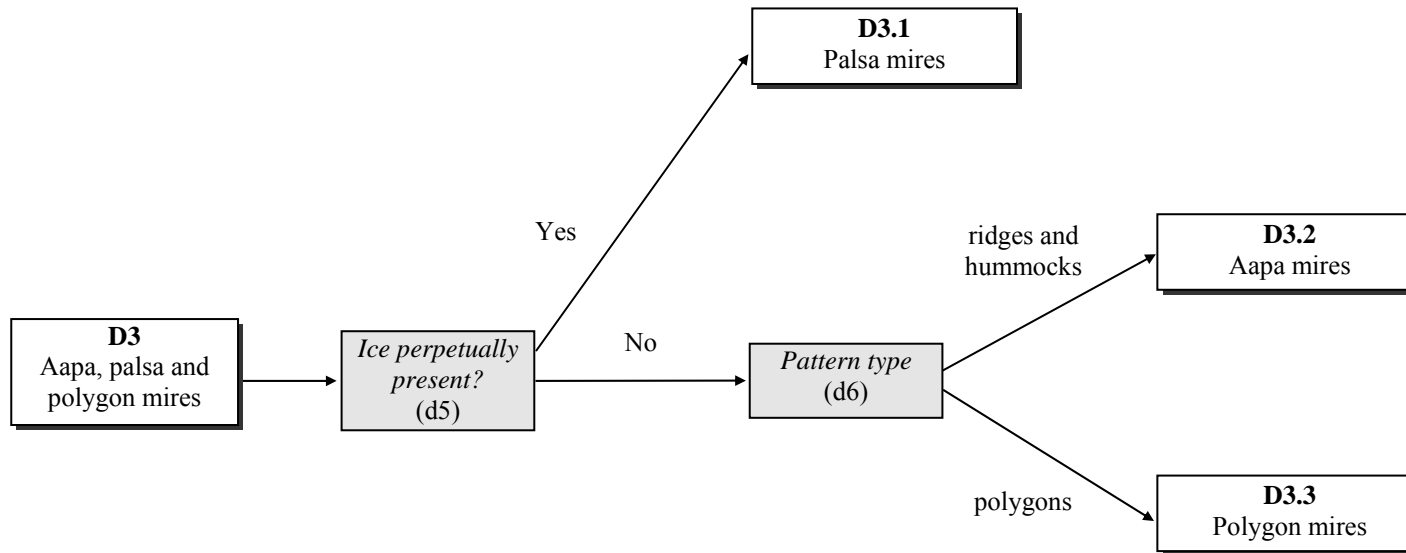 D3.1
Palsa mires
Yes
ridges and
hummocks
D3.2
Aapa mires
D3
Aapa, palsa and
polygon mires
Ice perpetually
present?
(d5)
No
Pattern type
(d6)
polygons
D3.3
Polygon mires